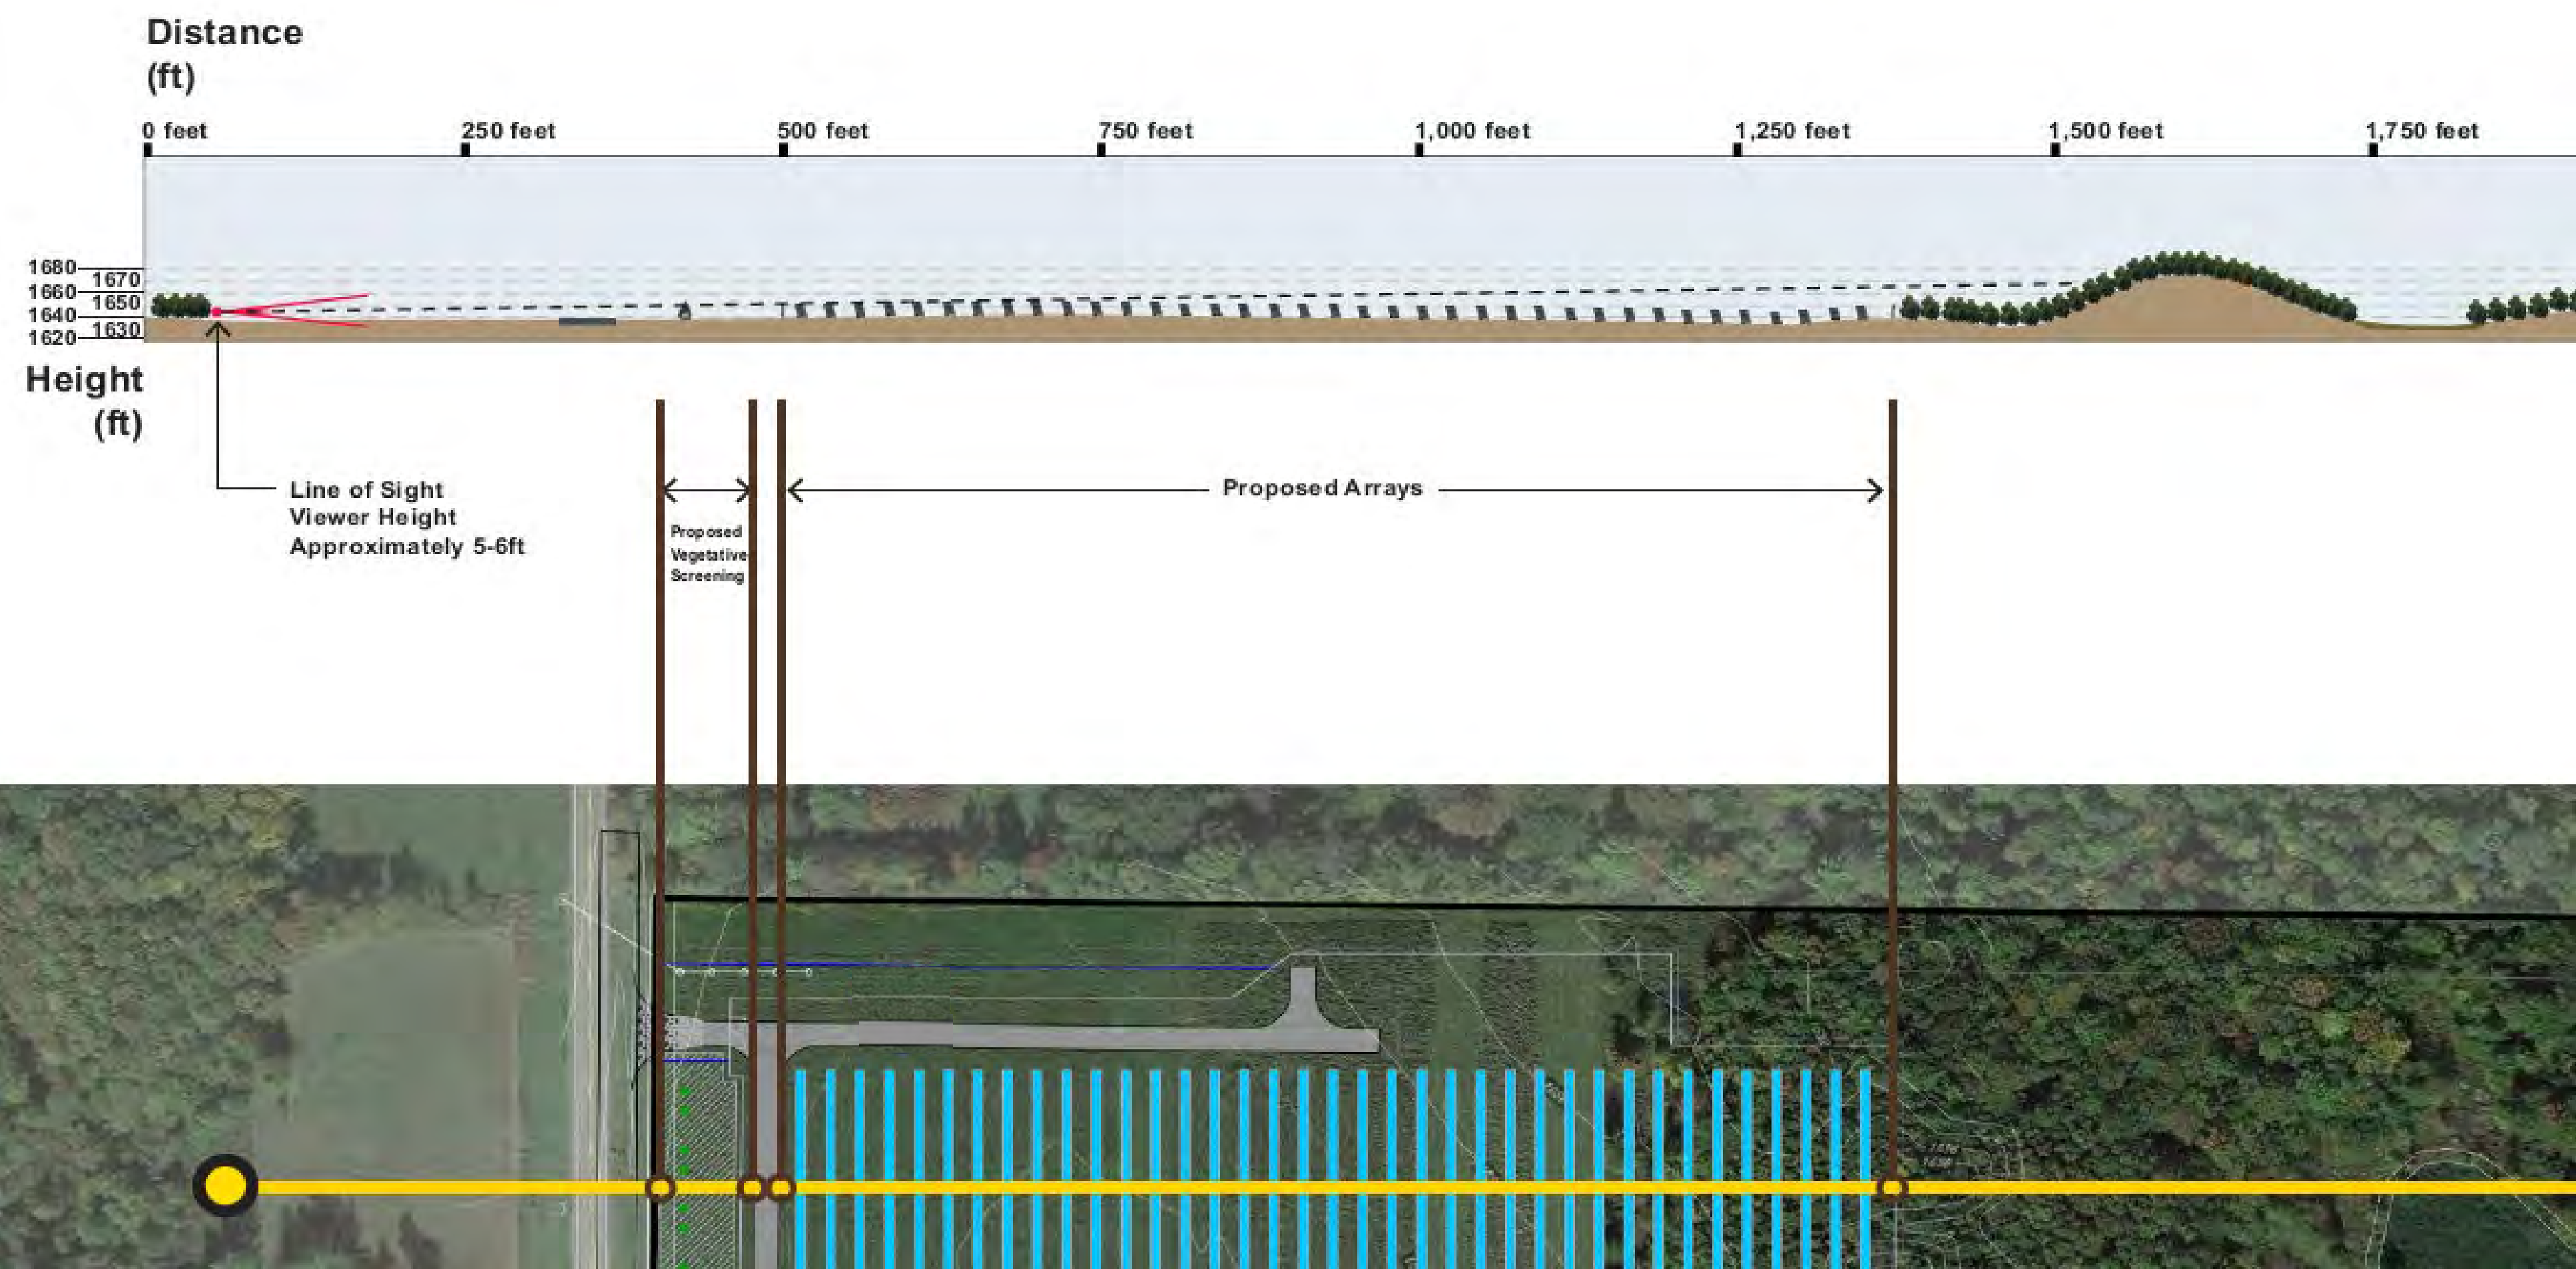 Distance
(ft)
0 feet
250 feet
500 feet
750 feet
1,000 feet
1,250 feet
1,500 feet
1,750 feet
1680
1670
1660
1650
1640
1630
1620
Height
(ft)
Line of Sight
Viewer Height
Approximately 5-6ft
Proposed
Vegetative
Screening
Proposed Arrays